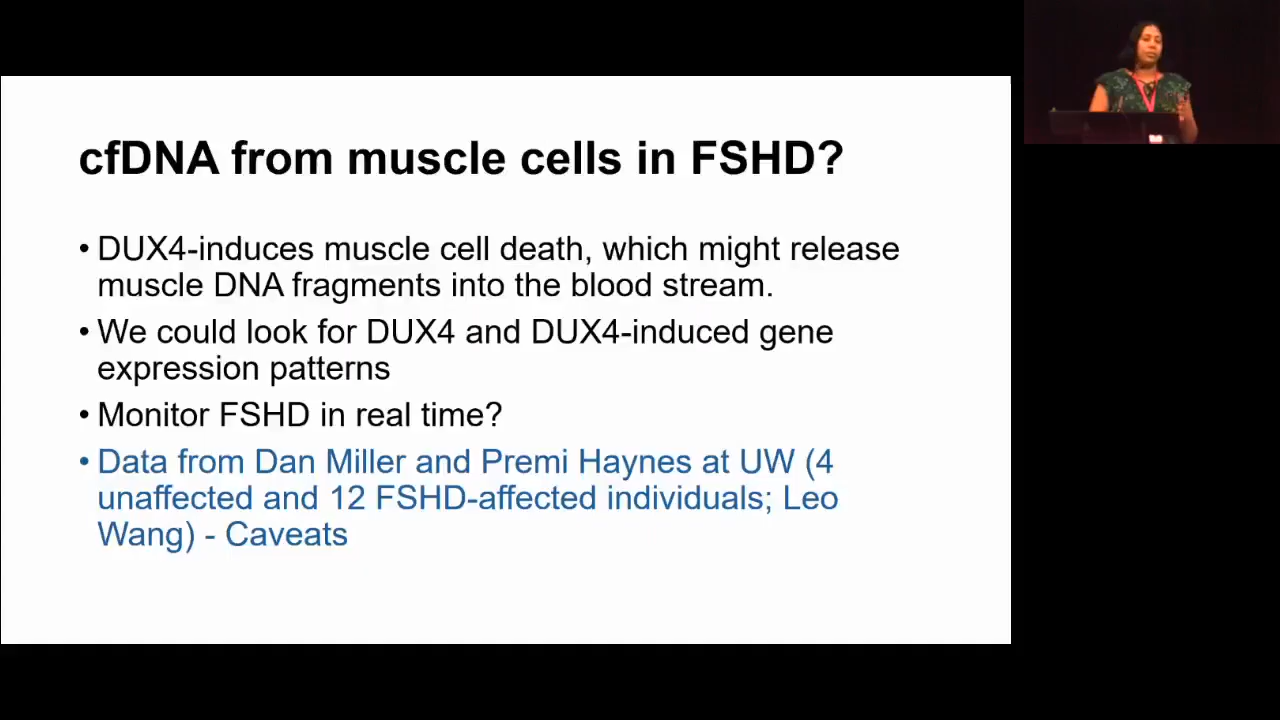 cfDNA from muscle cells in FSHD?
• DUX4-induces muscle cell death, which might release
muscle DNA fragments into the blood stream.
• We could look for DUX4 and DUX4-induced gene
expression patterns
• Monitor FSHD in real time?
• Data from Dan Miller and Premi Haynes at UW (4
unaffected and 12 FSHD-affected individuals; Leo
Wang) - Caveats